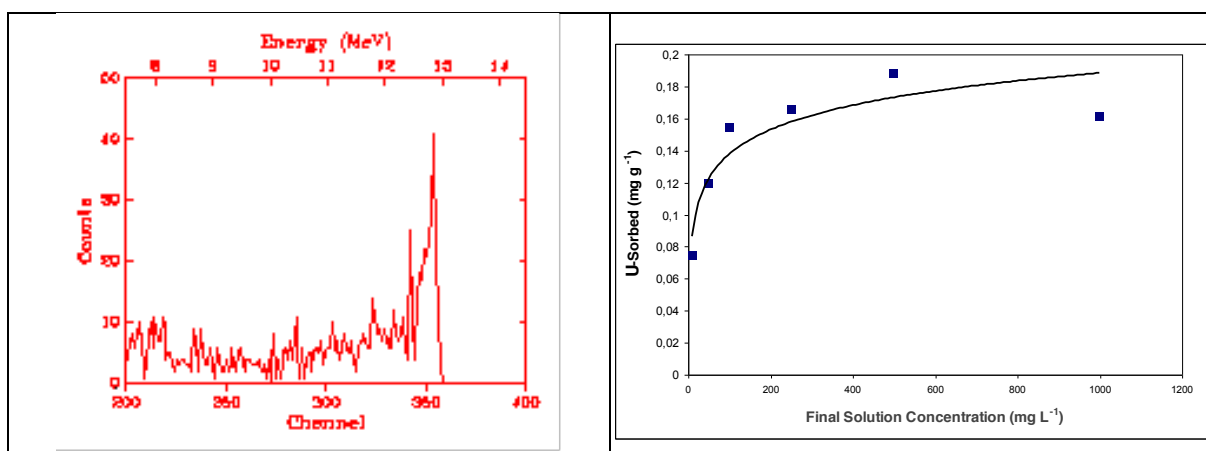 Energy (MeV)
8 9 10 11 12 13 14
50
40
30
20
10
0
Counts
200 250 300 350 400
Channel
0,2
0,18
0,16
0,14
0,12
0,1
0,08
0,06
0,04
0,02
0
U-Sorbed (mg g⁻¹)
0 200 400 600 800 1000 1200
Final Solution Concentration (mg L⁻¹)